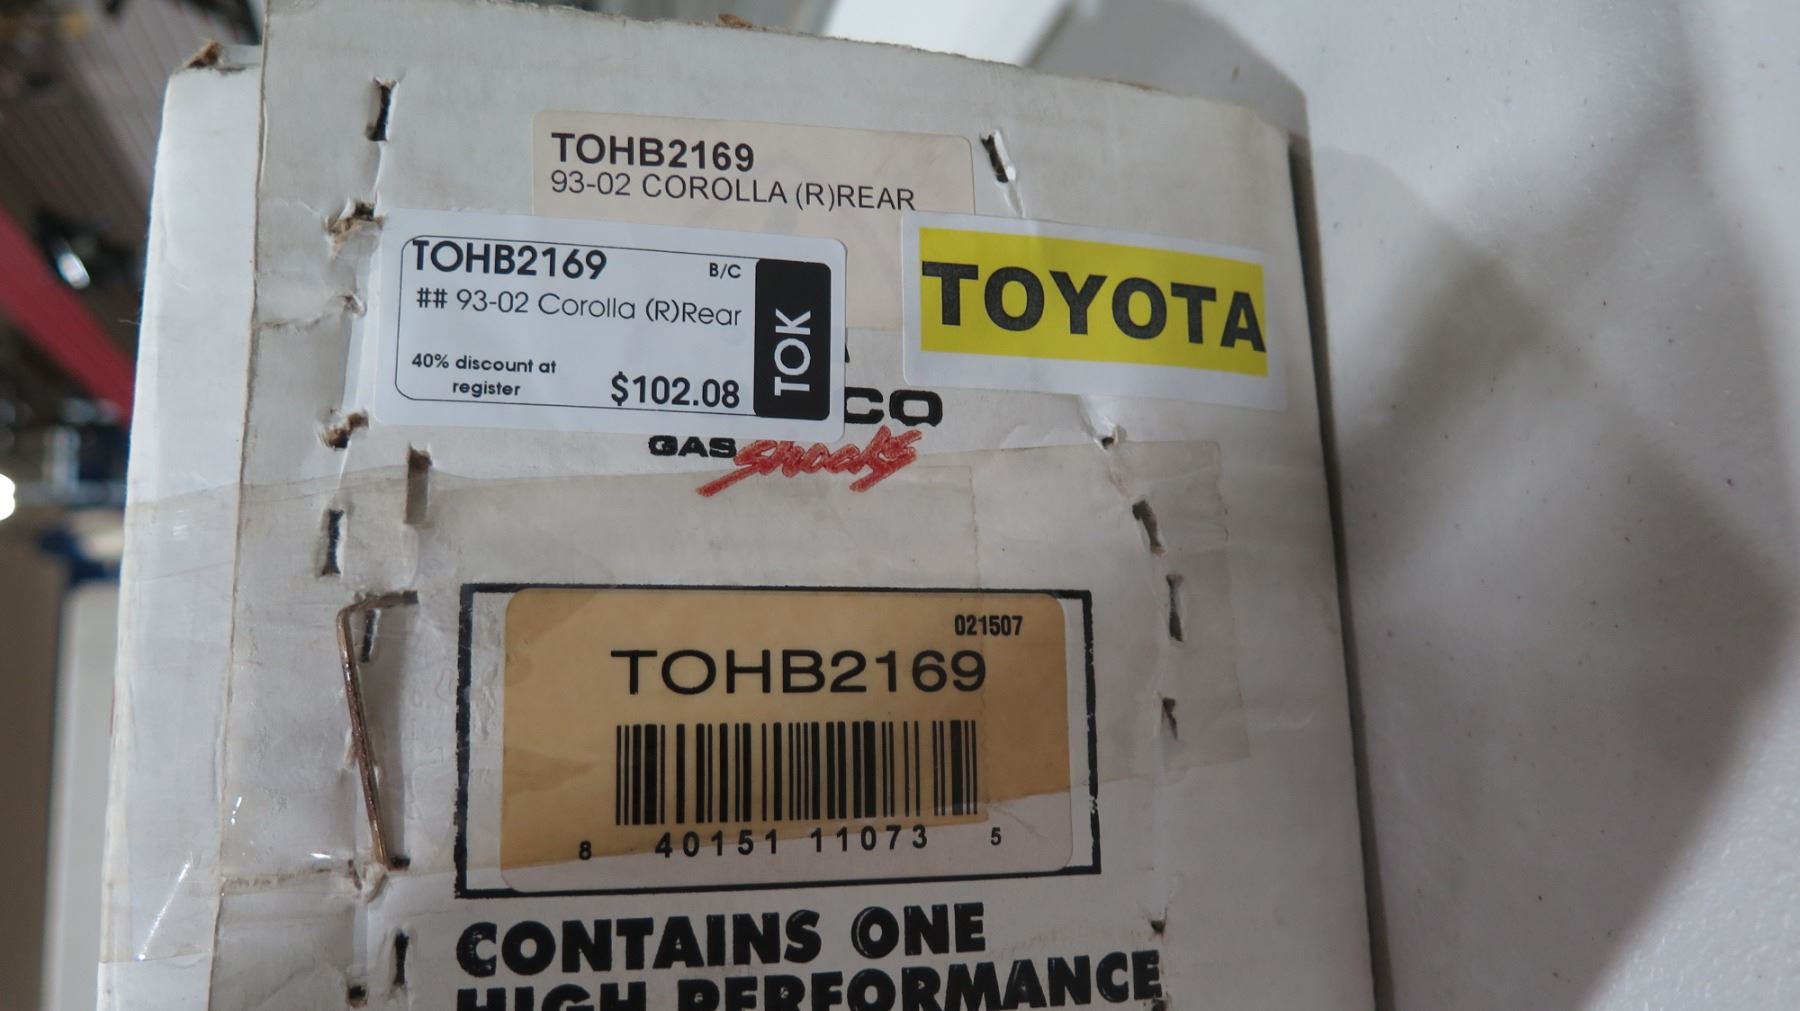 TOHB2169
93-02 COROLLA (R)REAR
TOHB2169 B/C
## 93-02 Corolla (R)Rear
40% discount at
register
$102.08
TOK
TOYOTA
GAS shocks
021507
TOHB2169
8 40151 11073 5
CONTAINS ONE
HIGH PERFORMANCE